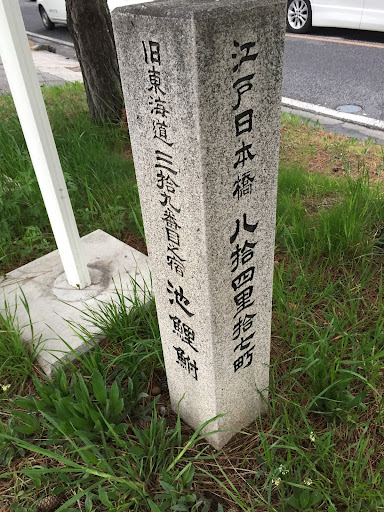 旧東海道三拾九番目之宿 池鯉鮒
江戸日本橋 八拾四里拾七町